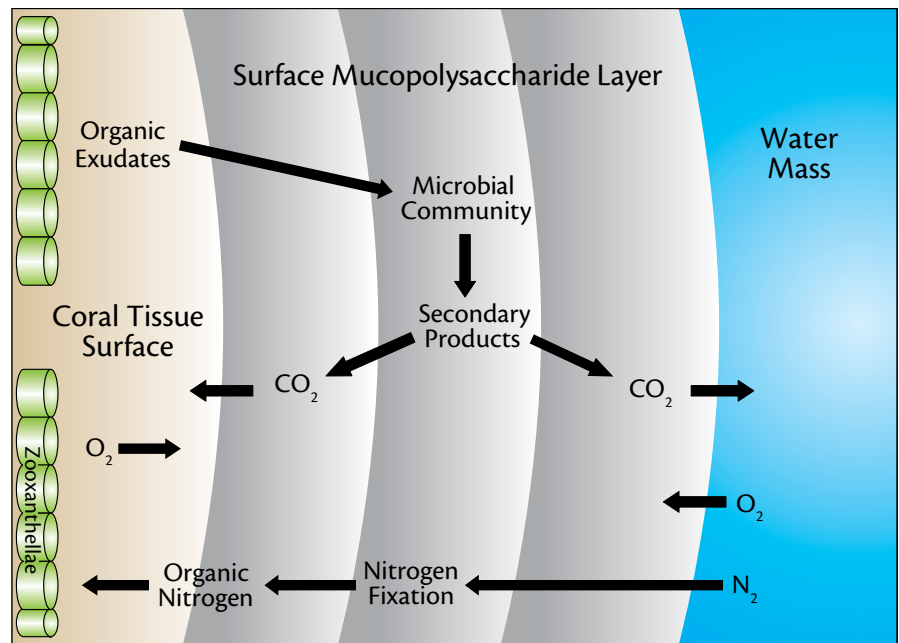 Surface Mucopolysaccharide Layer
Organic
Exudates
Water
Mass
Microbial
Community
Coral Tissue
Surface
Secondary
Products
CO₂
CO₂
O₂
Zooxanthellae
O₂
Organic
Nitrogen
Nitrogen
Fixation
N₂